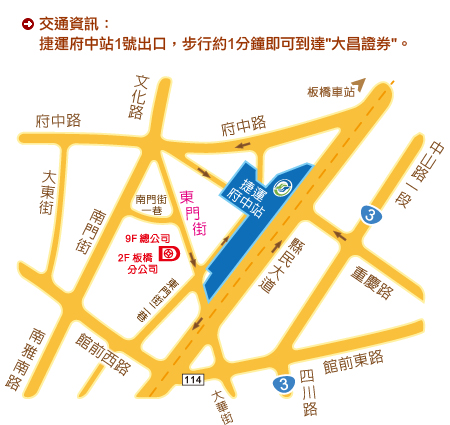 交通資訊：
捷運府中站1號出口，步行約1分鐘即可到達"大昌證券"。
板橋車站
文化路
府中路
府中路
中山路一段
大東街
南門街
南門街
一巷
東門街
捷運
府中站
3
縣民大道
9F 總公司
2F 板橋
分公司
東門街二巷
重慶路
南雅南路
館前西路
館前東路
114
3
四川路
大華街